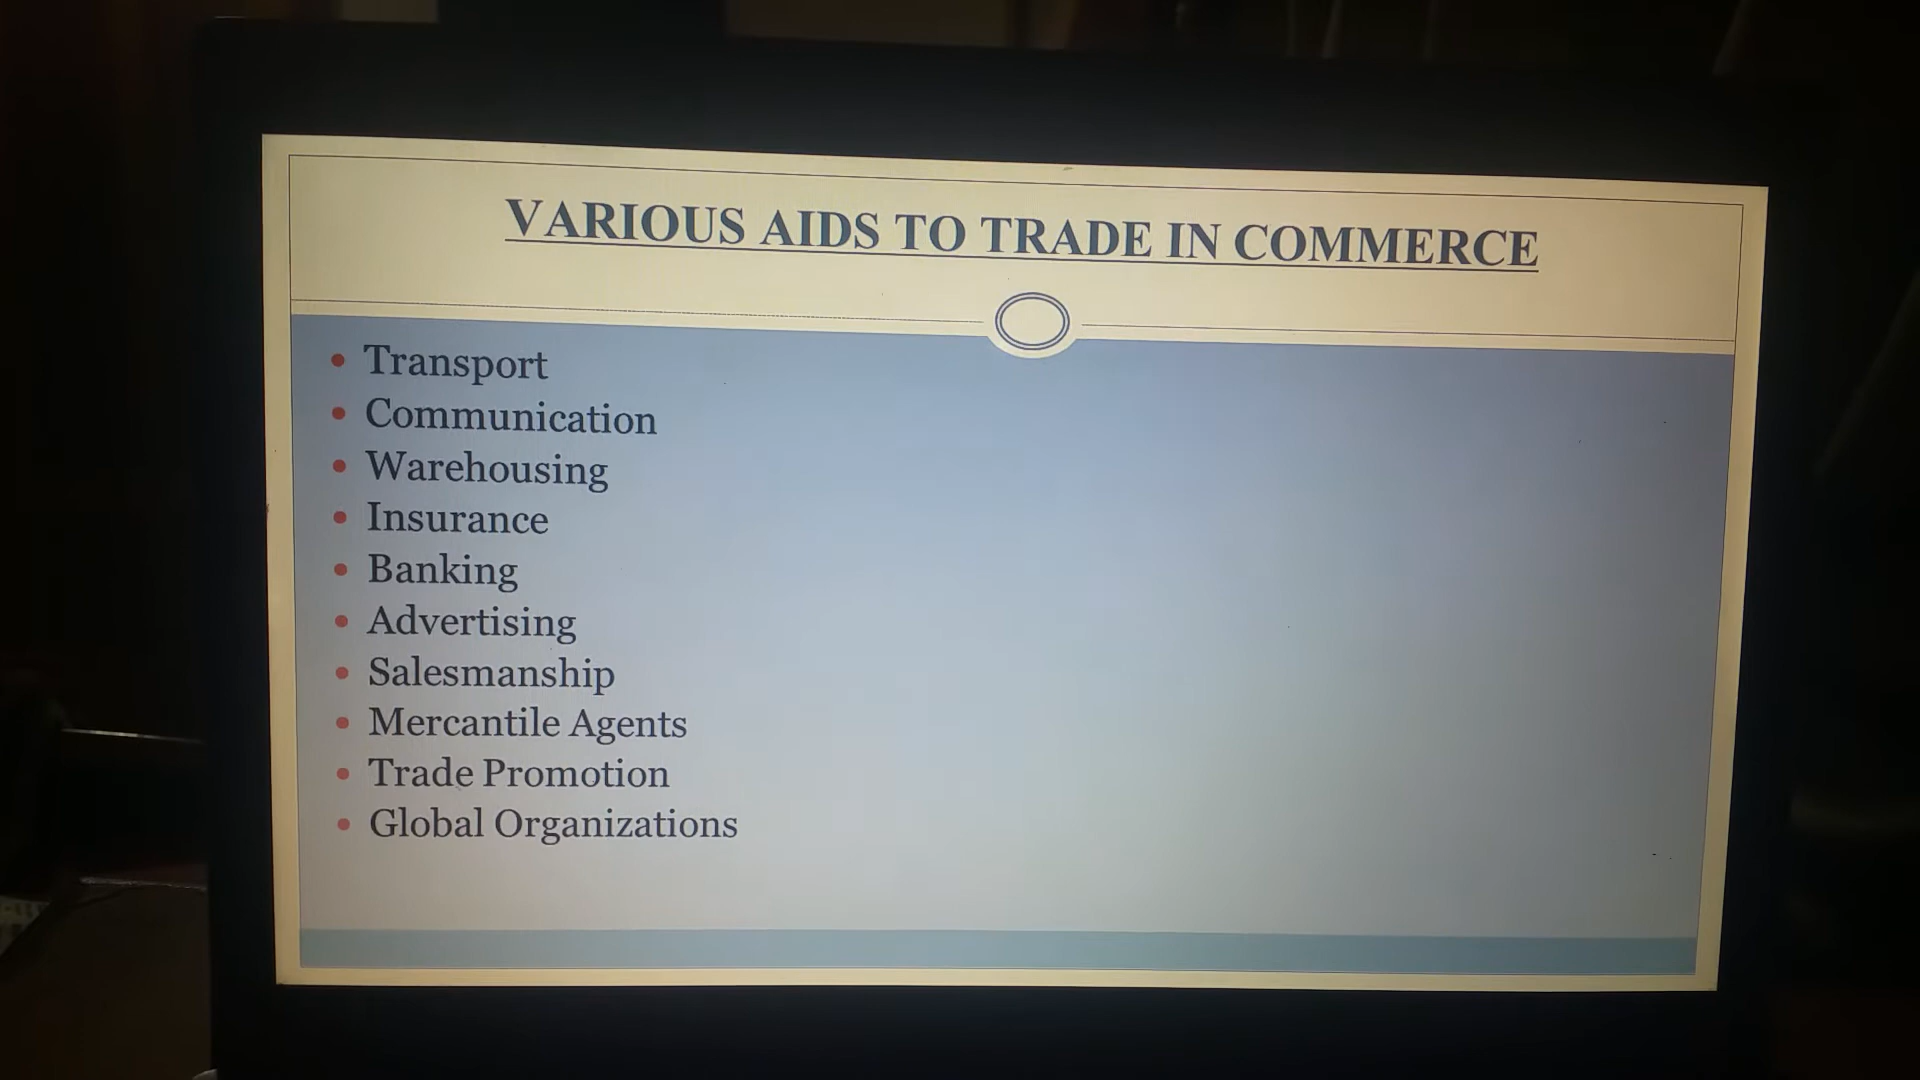 VARIOUS AIDS TO TRADE IN COMMERCE
Transport
Communication
Warehousing
Insurance
Banking
Advertising
Salesmanship
Mercantile Agents
Trade Promotion
Global Organizations